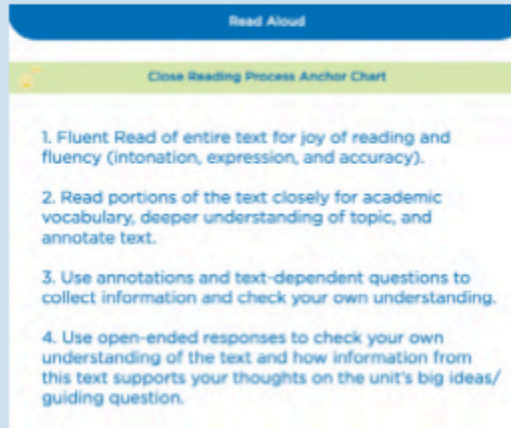 Read Aloud
Close Reading Process Anchor Chart
1. Fluent Read of entire text for joy of reading and
fluency (intonation, expression, and accuracy).
2. Read portions of the text closely for academic
vocabulary, deeper understanding of topic, and
annotate text.
3. Use annotations and text-dependent questions to
collect information and check your own understanding.
4. Use open-ended responses to check your own
understanding of the text and how information from
this text supports your thoughts on the unit's big ideas/
guiding question.